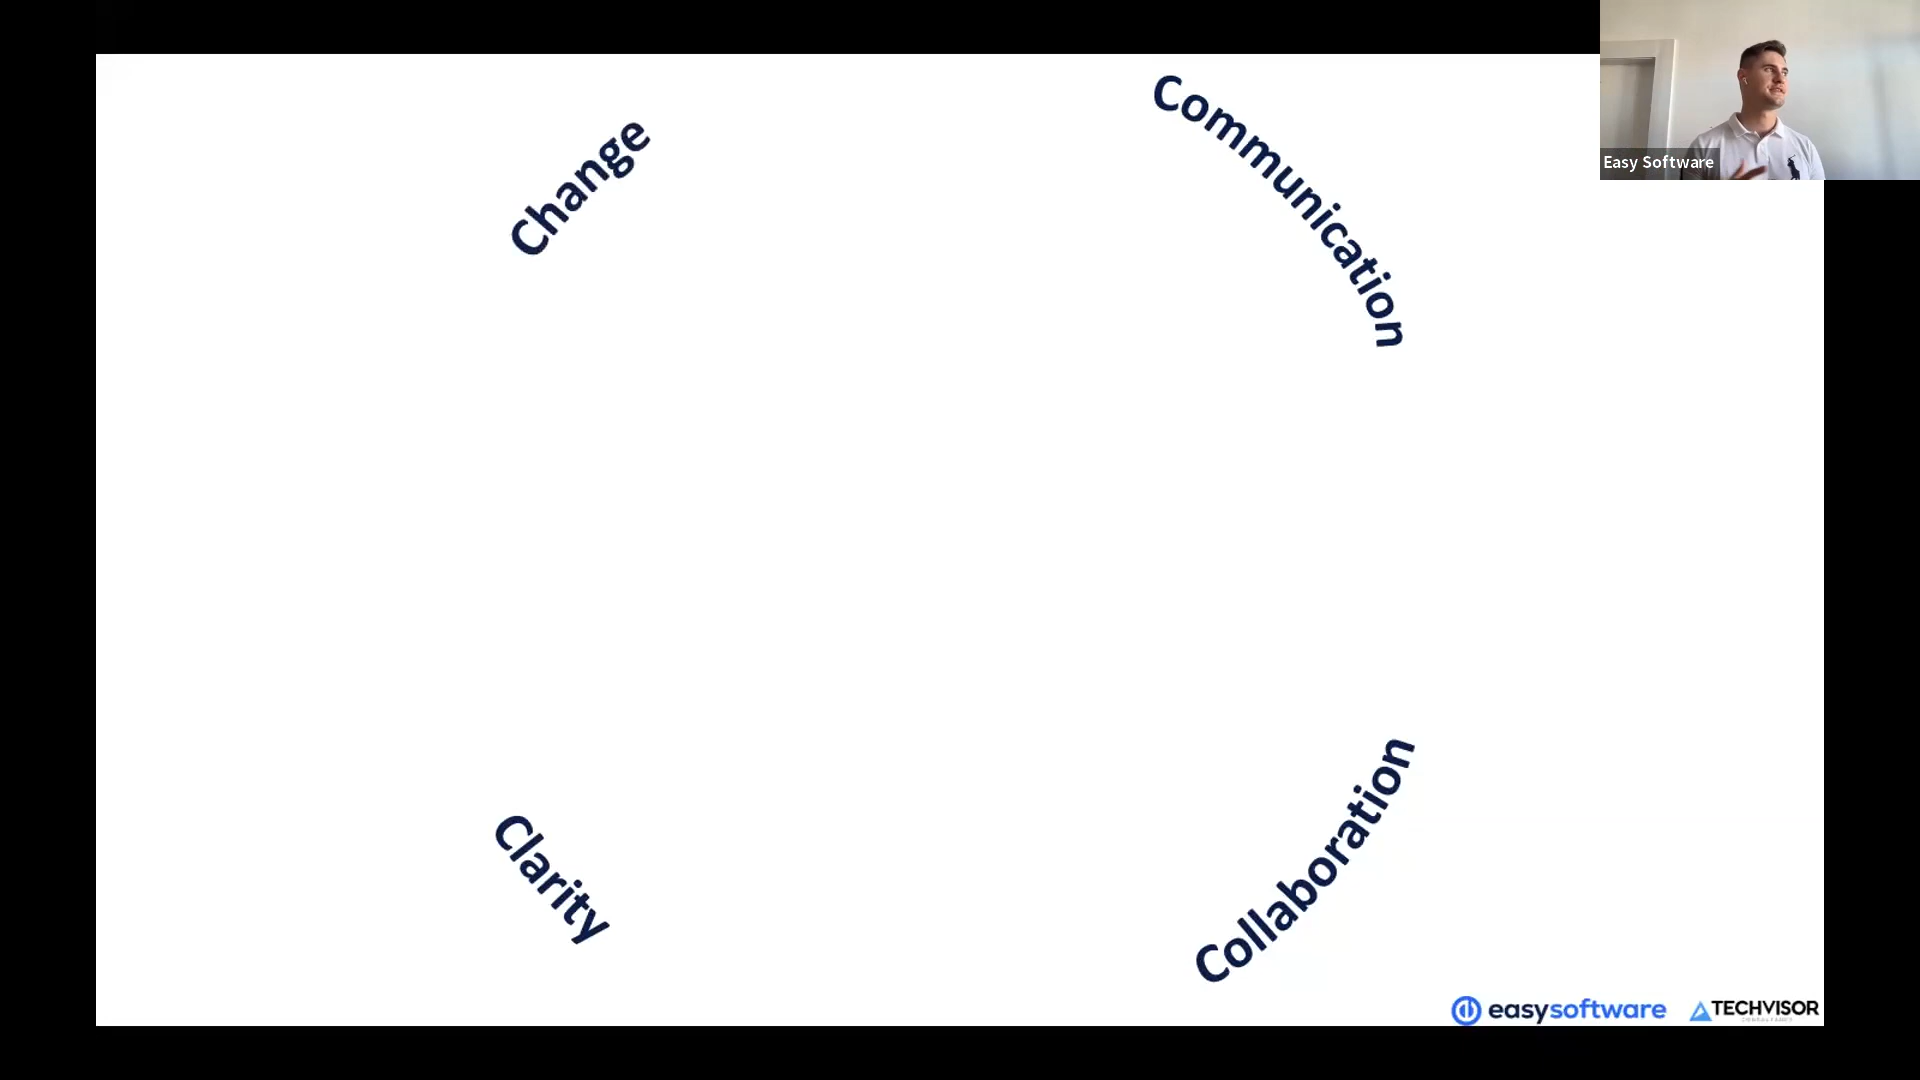 Change
Communication
Easy Software
Clarity
Collaboration
easysoftware
TECHVISOR